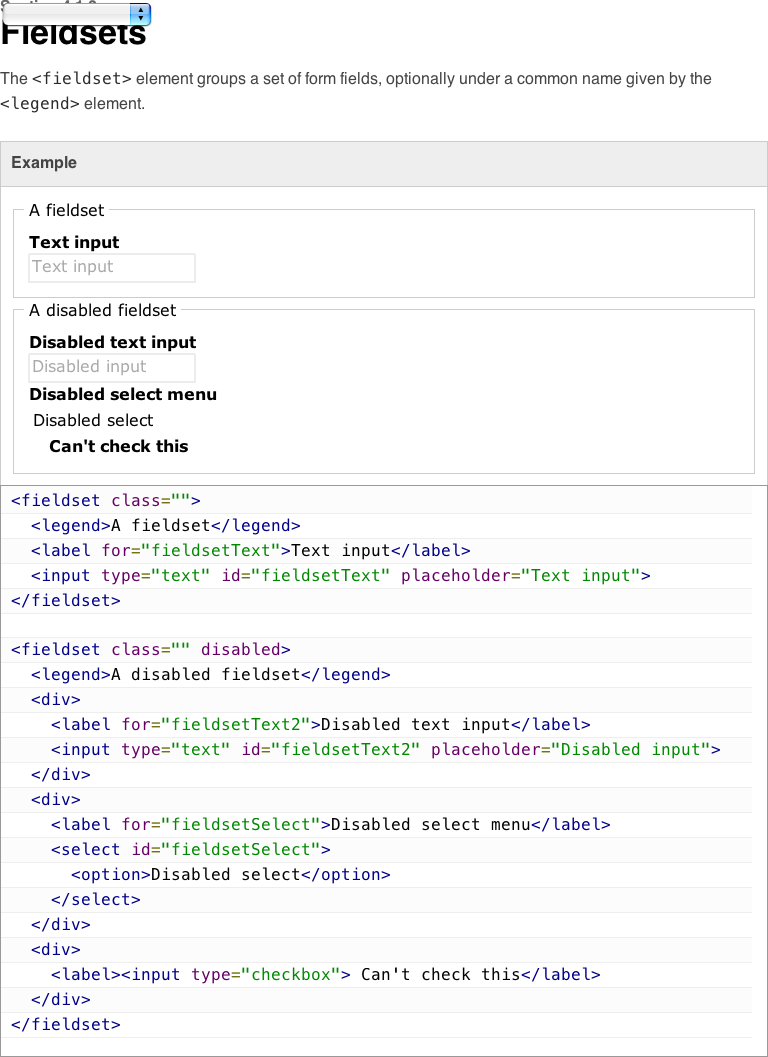 Fieldsets
The <fieldset> element groups a set of form fields, optionally under a common name given by the
<legend> element.
Example
A fieldset
Text input
Text input
A disabled fieldset
Disabled text input
Disabled input
Disabled select menu
Disabled select
Can't check this
<fieldset class="">
  <legend>A fieldset</legend>
  <label for="fieldsetText">Text input</label>
  <input type="text" id="fieldsetText" placeholder="Text input">
</fieldset>

<fieldset class="" disabled>
  <legend>A disabled fieldset</legend>
  <div>
    <label for="fieldsetText2">Disabled text input</label>
    <input type="text" id="fieldsetText2" placeholder="Disabled input">
  </div>
  <div>
    <label for="fieldsetSelect">Disabled select menu</label>
    <select id="fieldsetSelect">
      <option>Disabled select</option>
    </select>
  </div>
  <div>
    <label><input type="checkbox"> Can't check this</label>
  </div>
</fieldset>